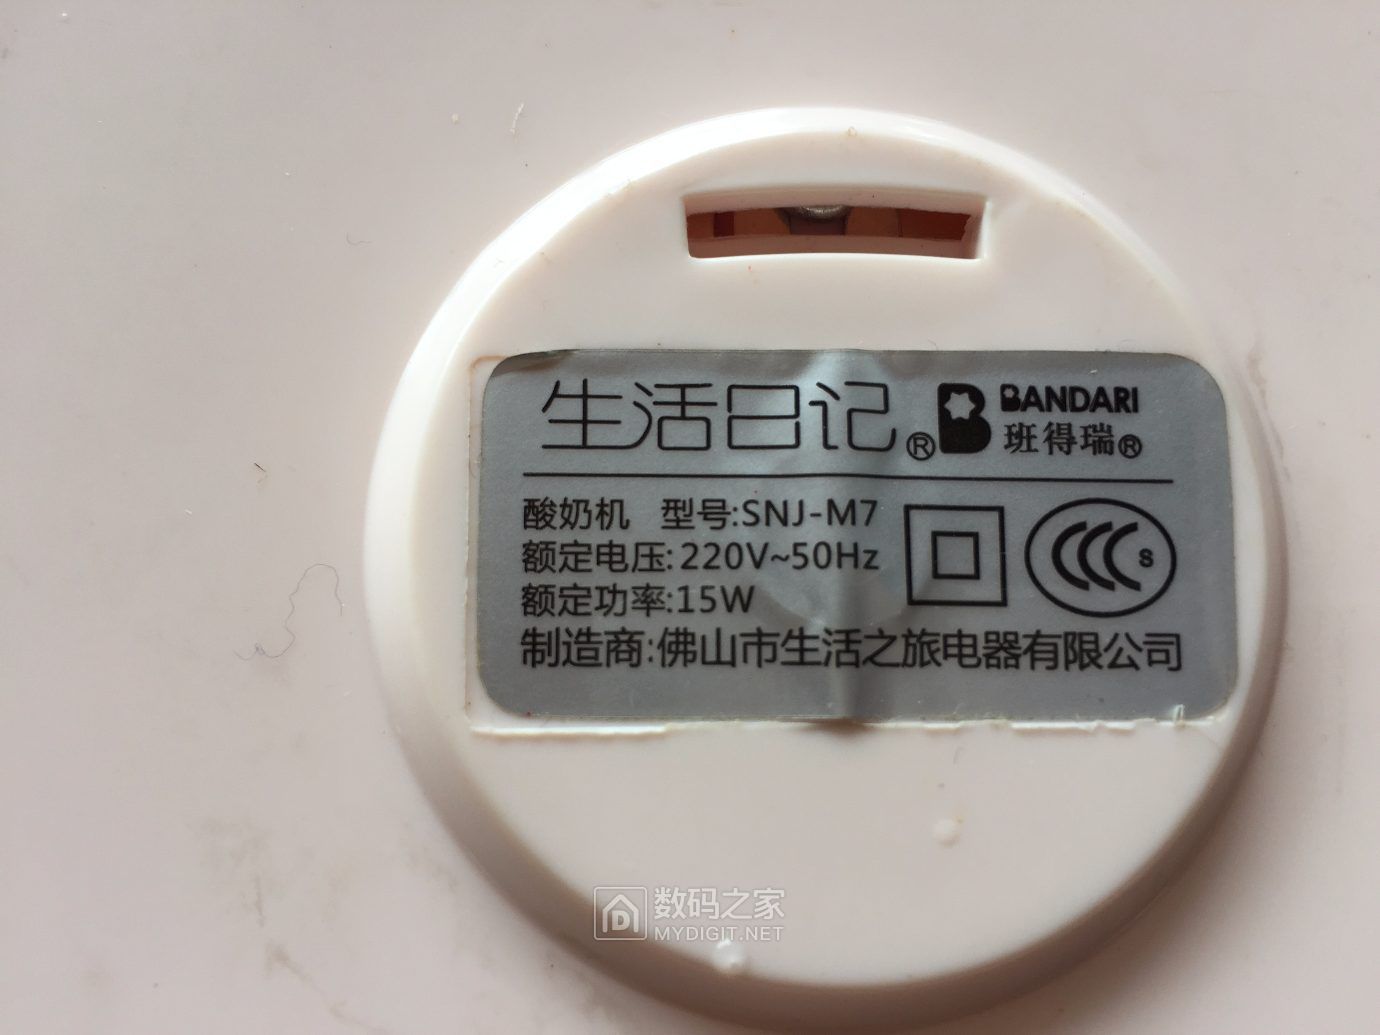 生活日记® B BANDARI
班得瑞®
酸奶机 型号:SNJ-M7
额定电压:220V~50Hz
额定功率:15W
CCC S
制造商:佛山市生活之旅电器有限公司
数码之家
MYDIGIT.NET